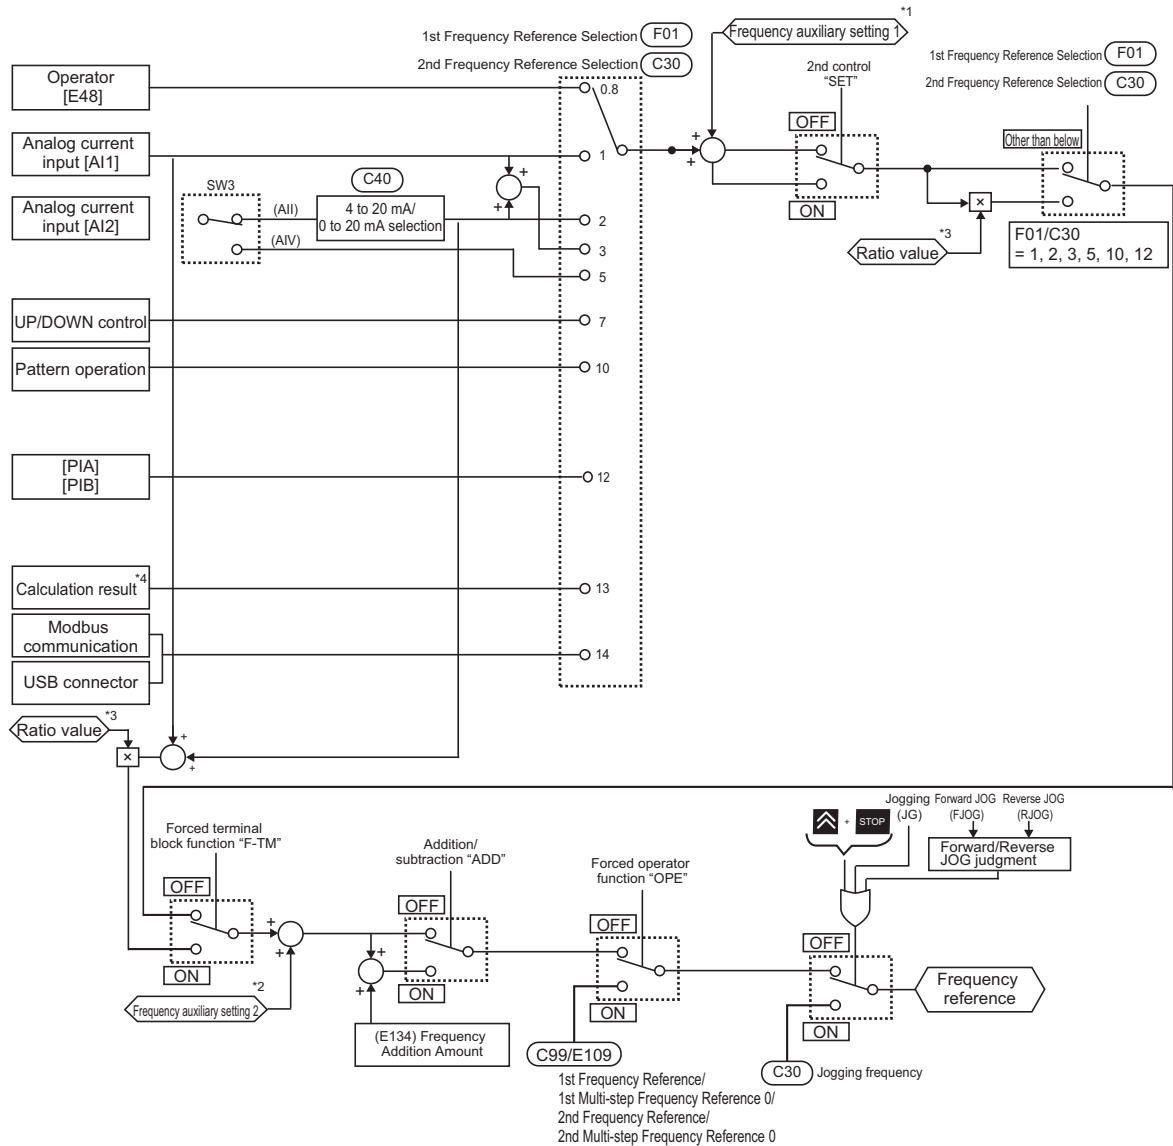 1st Frequency Reference Selection F01
2nd Frequency Reference Selection C30
Frequency auxiliary setting 1
*1
2nd control
"SET"
1st Frequency Reference Selection F01
2nd Frequency Reference Selection C30
Operator
[E48]
0.8
OFF
ON
Other than below
Analog current
input [AI1]
1
+
+
+
+
C40
SW3
(AII)
4 to 20 mA/
0 to 20 mA selection
2
Analog current
input [AI2]
(AIV)
3
5
×
Ratio value
*3
F01/C30
= 1, 2, 3, 5, 10, 12
UP/DOWN control
7
Pattern operation
10
[PIA]
[PIB]
12
Calculation result
*4
13
Modbus
communication
14
USB connector
Ratio value
*3
×
+
+
Forced terminal
block function "F-TM"
OFF
ON
+
+
*2
Frequency auxiliary setting 2
Addition/
subtraction "ADD"
OFF
ON
+
+
(E134) Frequency
Addition Amount
Forced operator
function "OPE"
OFF
ON
C99/E109
1st Frequency Reference/
1st Multi-step Frequency Reference 0/
2nd Frequency Reference/
2nd Multi-step Frequency Reference 0
+ STOP
Jogging
(JG)
Forward JOG
(FJOG)
Reverse JOG
(RJOG)
Forward/Reverse
JOG judgment
OFF
ON
C30 Jogging frequency
Frequency
reference